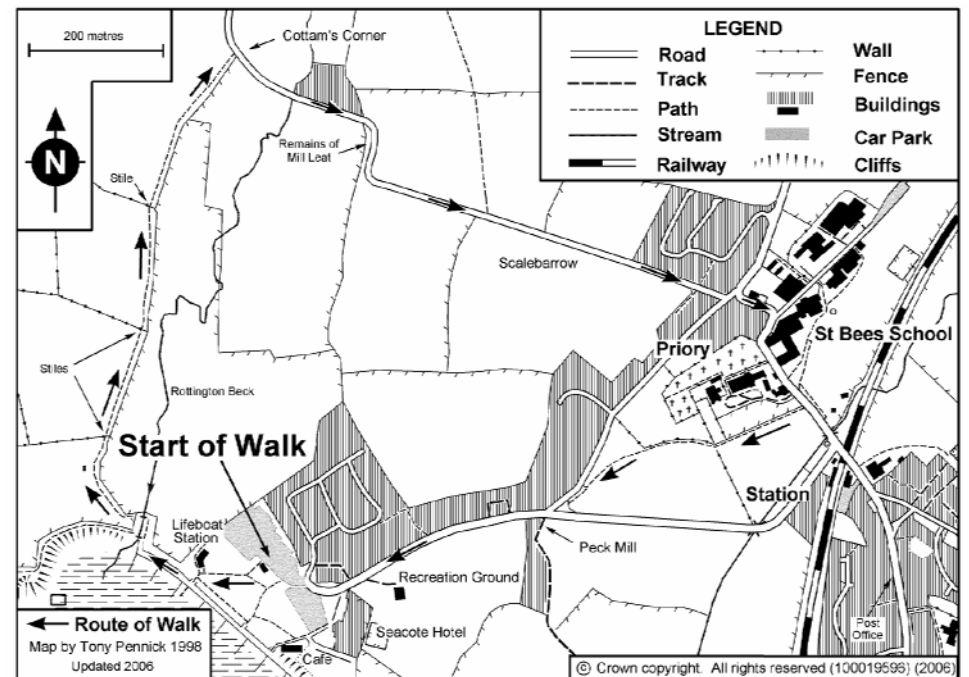 200 metres
N
Cottam's Corner
LEGEND
Road
Track
Path
Stream
Railway
Wall
Fence
Buildings
Car Park
Cliffs
Remains of
Mill Leat
Stile
Scalebarrow
Priory
St Bees School
Stiles
Rottington Beck
Start of Walk
Station
Lifeboat
Station
Peck Mill
Recreation Ground
Seacote Hotel
Cafe
Post
Office
Route of Walk
Map by Tony Pennick 1998
Updated 2006
© Crown copyright. All rights reserved (100019596) (2006)